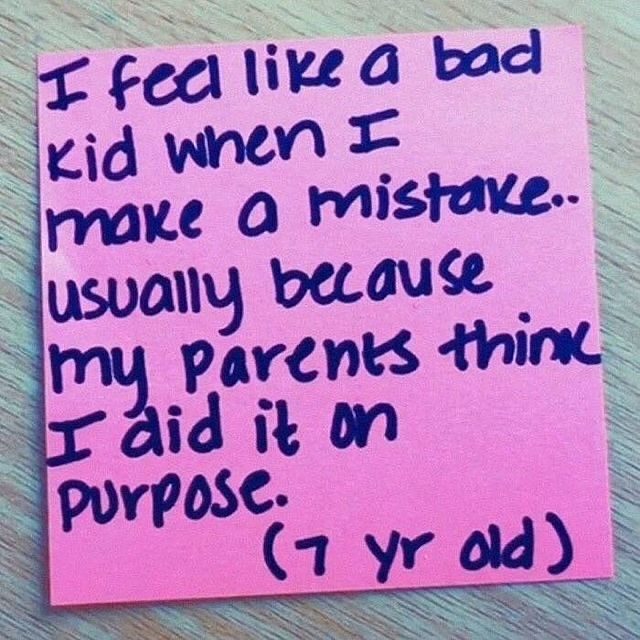 I feel like a bad
kid when I
make a mistake..
usually because
my parents think
I did it on
purpose.
(7 yr old)